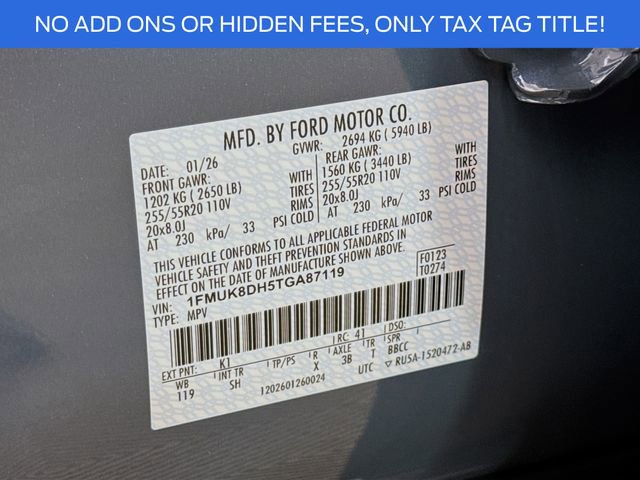 NO ADD ONS OR HIDDEN FEES, ONLY TAX TAG TITLE!
MFD. BY FORD MOTOR CO.
DATE: 01/26 GVWR: 2694 KG ( 5940 LB)
FRONT GAWR: WITH REAR GAWR: WITH
1202 KG ( 2650 LB) TIRES 1560 KG ( 3440 LB) TIRES
255/55R20 110V RIMS 255/55R20 110V RIMS
20x8.0J 20x8.0J
AT 230 kPa/ 33 PSI COLD AT 230 kPa/ 33 PSI COLD
THIS VEHICLE CONFORMS TO ALL APPLICABLE FEDERAL MOTOR
VEHICLE SAFETY AND THEFT PREVENTION STANDARDS IN
EFFECT ON THE DATE OF MANUFACTURE SHOWN ABOVE.
F0123
T0274
VIN: 1FMUK8DH5TGA87119
TYPE: MPV
EXT PNT: K1 RC: 41 DSO:
WB INT TR TP/PS R AXLE TR SPR
119 SH X 3B T BBCC
1202601260024 UTC ▽ RU5A-1520472-AB